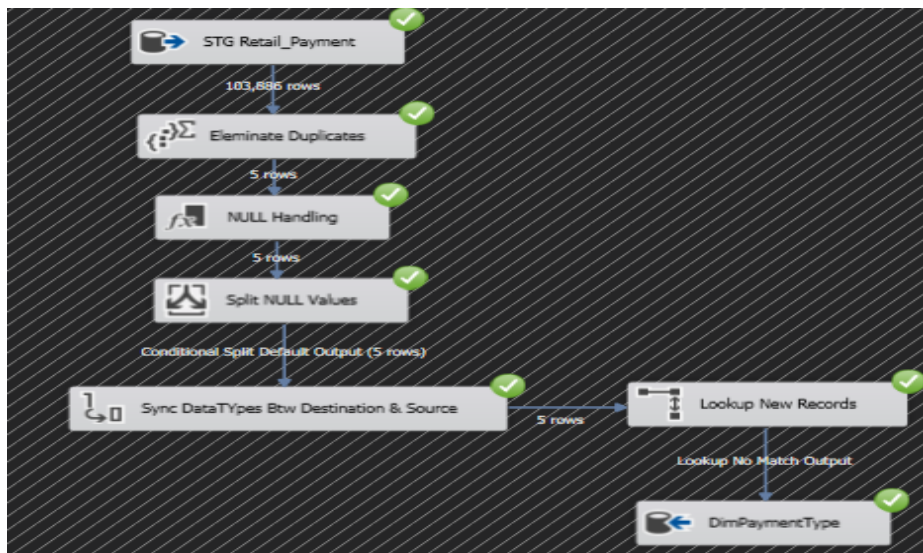 STG Retail_Payment
103,886 rows
Eleminate Duplicates
5 rows
NULL Handling
5 rows
Split NULL Values
Conditional Split Default Output (5 rows)
Sync DataTYpes Btw Destination & Source
5 rows
Lookup New Records
Lookup No Match Output
DimPaymentType